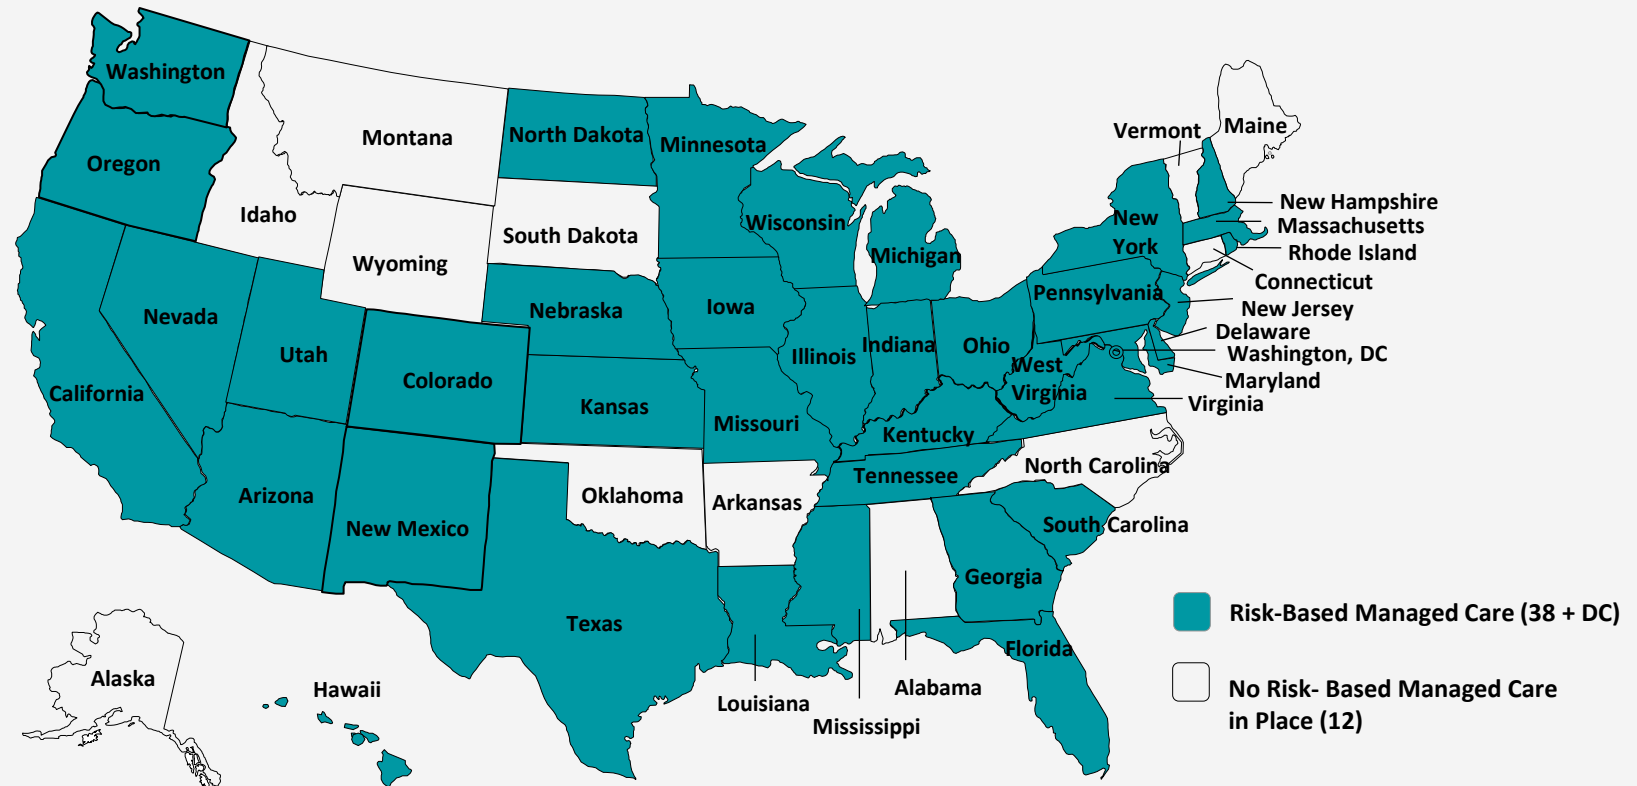 Washington
Montana
North Dakota
Minnesota
Vermont
Maine
Oregon
Idaho
South Dakota
Wisconsin
New
York
New Hampshire
Massachusetts
Rhode Island
Connecticut
Wyoming
Michigan
Nevada
Nebraska
Iowa
Pennsylvania
New Jersey
Delaware
Washington, DC
Maryland
Virginia
Utah
Colorado
Illinois
Indiana
Ohio
West
Virginia
California
Kansas
Missouri
Kentucky
Arizona
New Mexico
Oklahoma
Arkansas
Tennessee
North Carolina
South Carolina
Georgia
Texas
Florida
Alaska
Hawaii
Louisiana
Mississippi
Alabama
Risk-Based Managed Care (38 + DC)
No Risk- Based Managed Care
in Place (12)